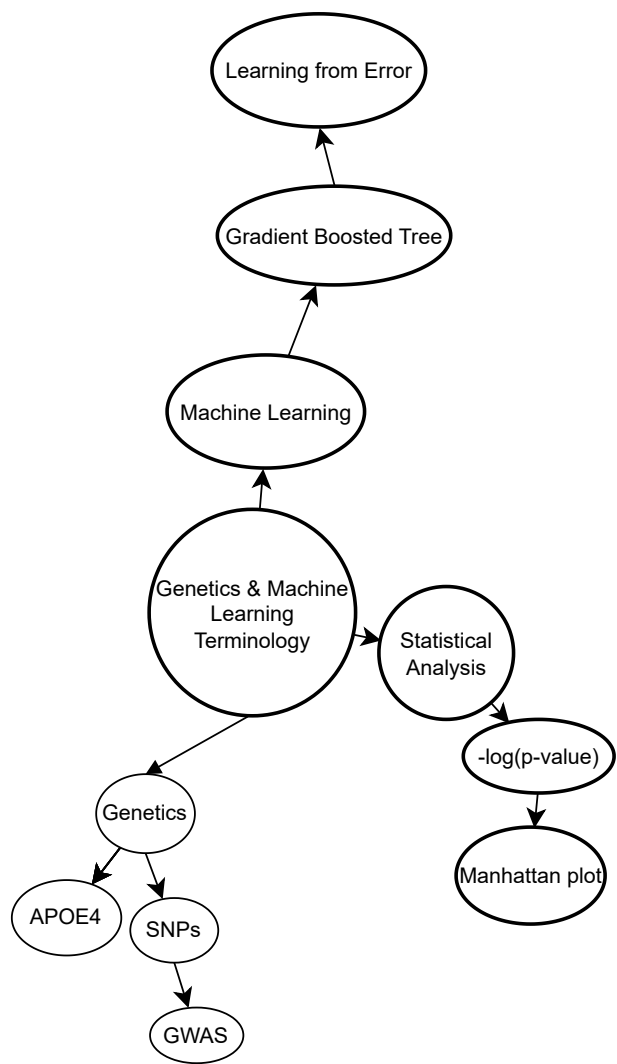 Learning from Error
Gradient Boosted Tree
Machine Learning
Genetics & Machine
Learning
Terminology
Statistical
Analysis
-log(p-value)
Manhattan plot
Genetics
APOE4
SNPs
GWAS